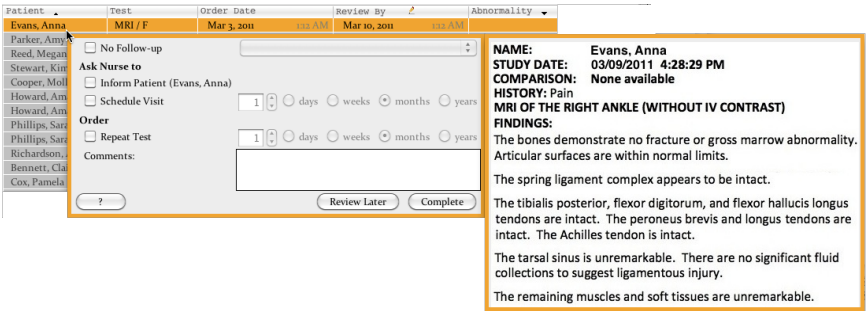 Patient Test Order Date Review By Abnormality
Evans, Anna MRI / F Mar 3, 2011 1:12 AM Mar 10, 2011 1:12 AM
Parker, Amy
Reed, Megan
Stewart, Kim
Cooper, Moll
Howard, Am
Howard, Am
Phillips, Sara
Phillips, Sara
Richardson,
Bennett, Cla
Cox, Pamela
No Follow-up
Ask Nurse to
Inform Patient (Evans, Anna)
Schedule Visit 1 days weeks months years
Order
Repeat Test 1 days weeks months years
Comments:
? Review Later Complete
NAME: Evans, Anna
STUDY DATE: 03/09/2011 4:28:29 PM
COMPARISON: None available
HISTORY: Pain
MRI OF THE RIGHT ANKLE (WITHOUT IV CONTRAST)
FINDINGS:
The bones demonstrate no fracture or gross marrow abnormality.
Articular surfaces are within normal limits.
The spring ligament complex appears to be intact.
The tibialis posterior, flexor digitorum, and flexor hallucis longus
tendons are intact. The peroneus brevis and longus tendons are
intact. The Achilles tendon is intact.
The tarsal sinus is unremarkable. There are no significant fluid
collections to suggest ligamentous injury.
The remaining muscles and soft tissues are unremarkable.